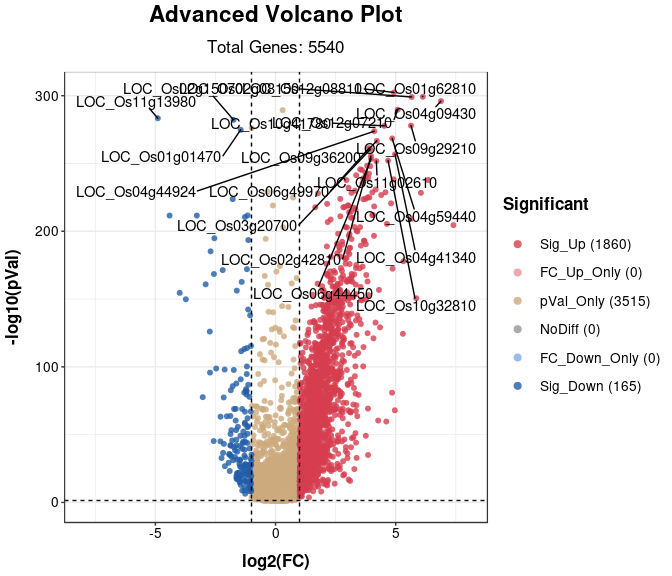 Advanced Volcano Plot
Total Genes: 5540
LOC_Os01g62810
LOC_Os11g13980
LOC_Os04g09430
LOC_Os12g07210
LOC_Os09g29210
LOC_Os01g01470
LOC_Os09g36200
LOC_Os11g02610
LOC_Os04g44924
LOC_Os06g49970
LOC_Os04g59440
LOC_Os03g20700
LOC_Os02g42810
LOC_Os04g41340
LOC_Os06g44450
LOC_Os10g32810
300
200
100
0
-5
0
5
-log10(pVal)
log2(FC)
Significant
Sig_Up (1860)
FC_Up_Only (0)
pVal_Only (3515)
NoDiff (0)
FC_Down_Only (0)
Sig_Down (165)